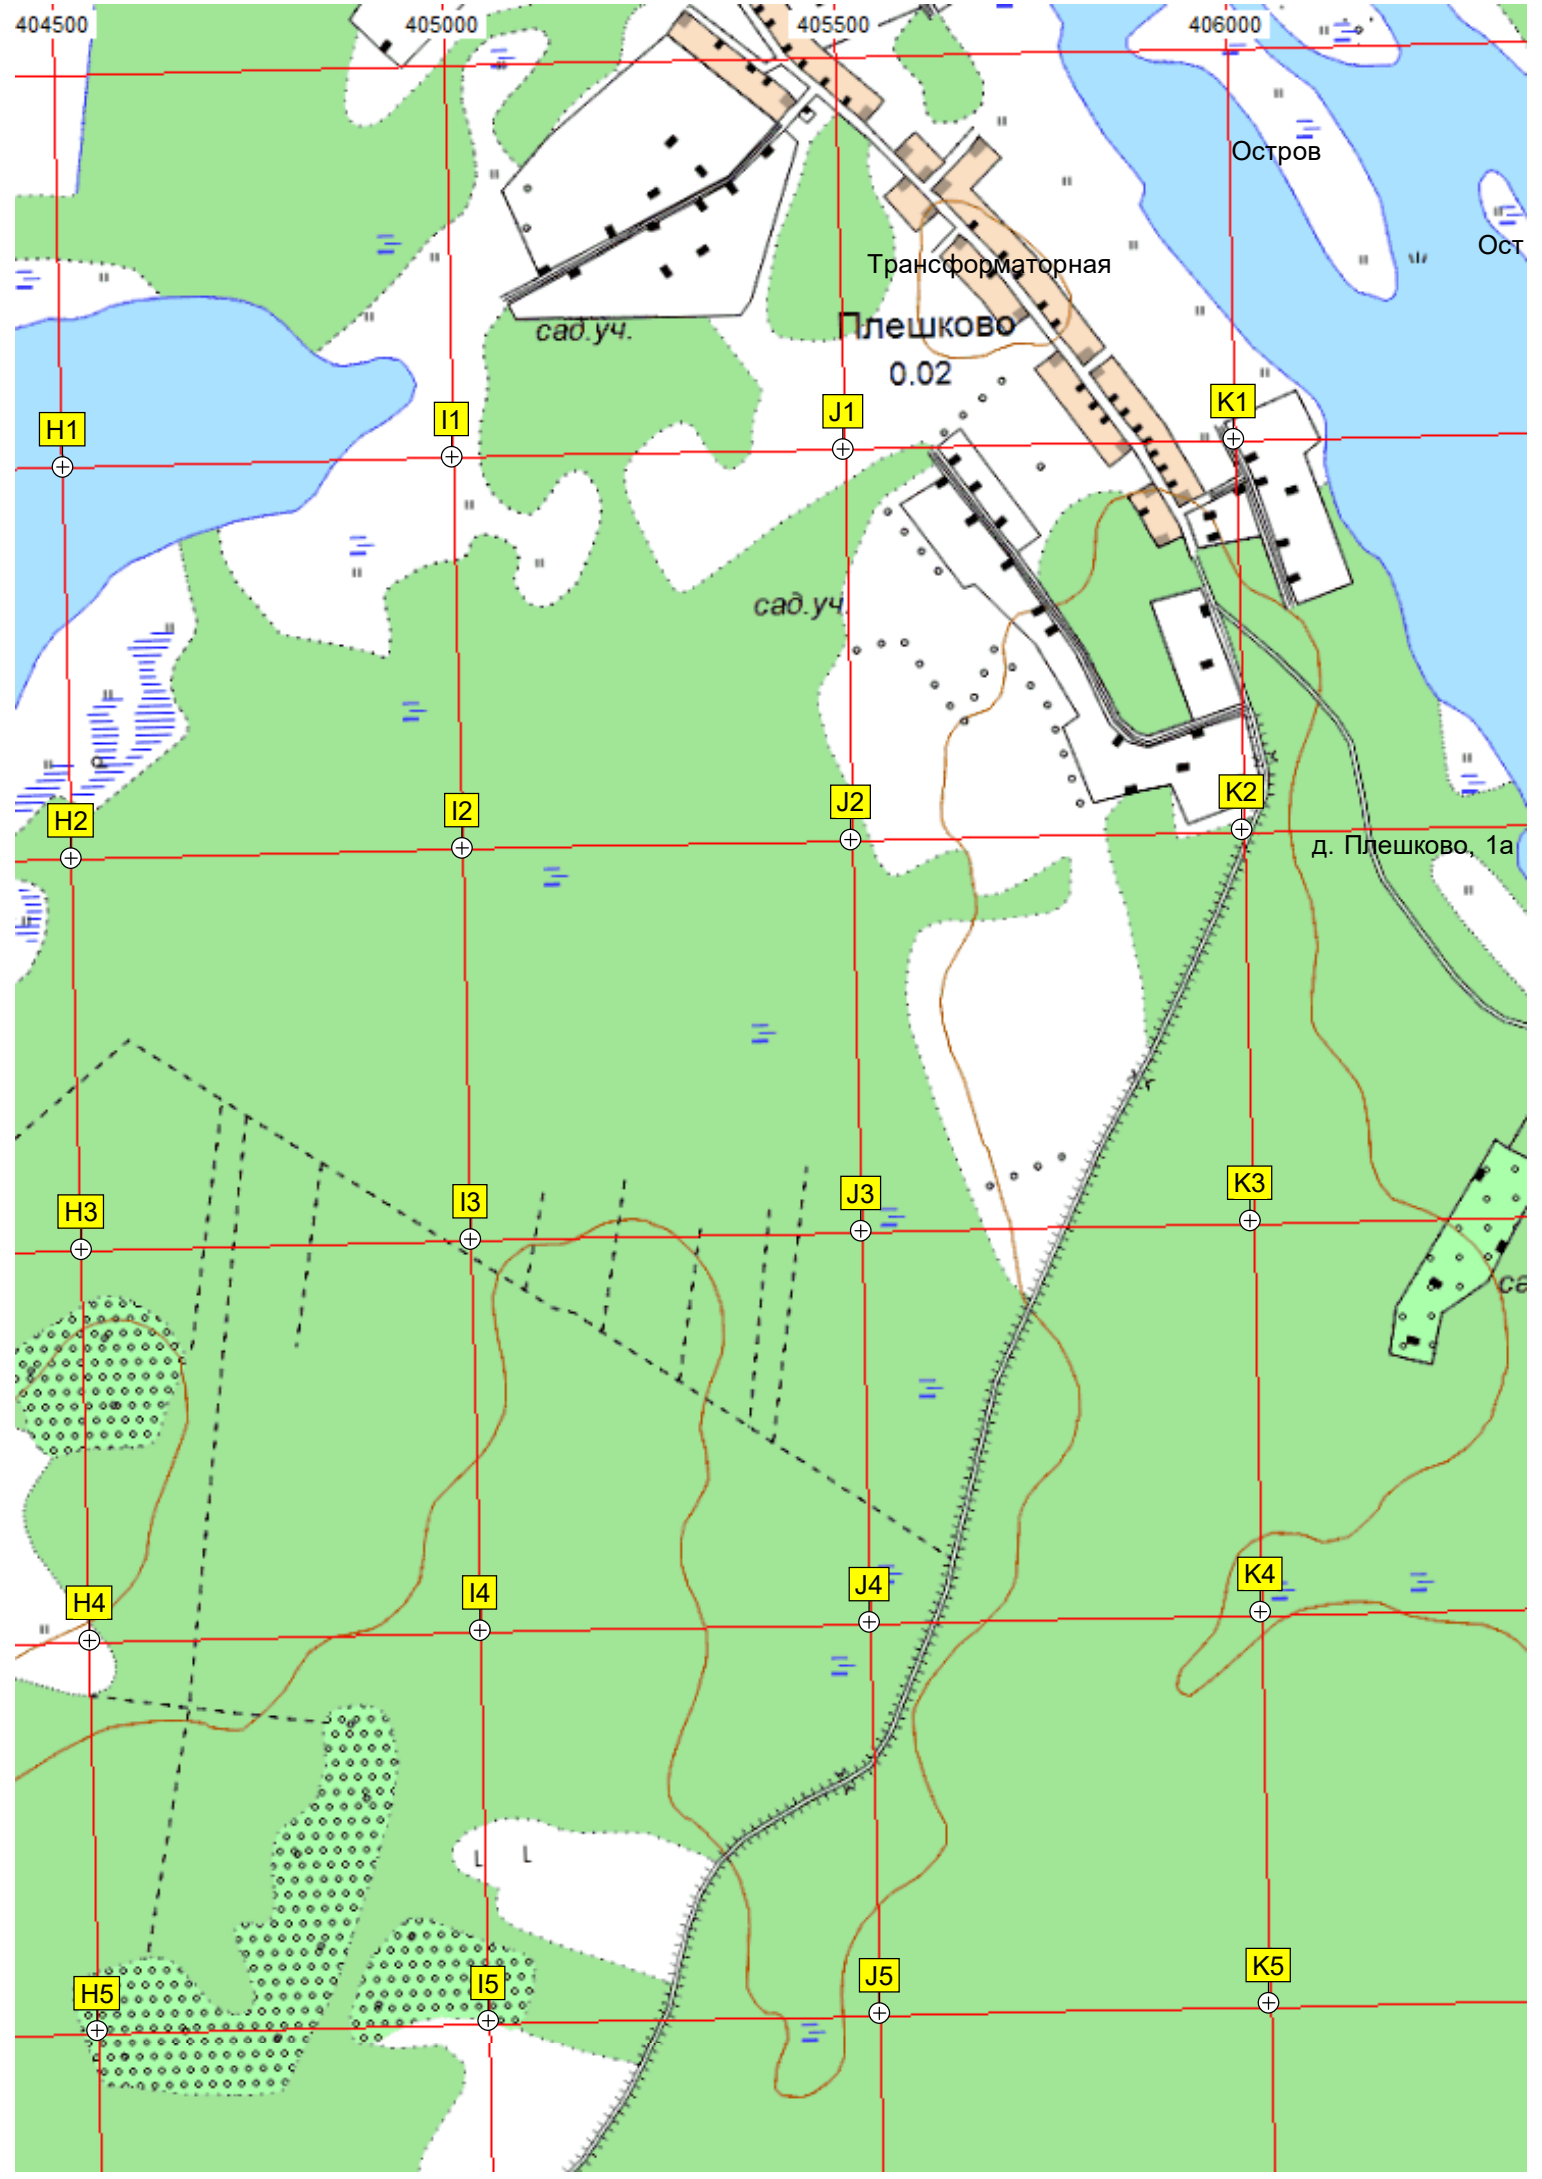 404500 405000 405500 406000
Остров
Ост
Трансформаторная
Плешково
0.02
сад.уч.
H1 I1 J1 K1
сад.уч.
H2 I2 J2 K2
д. Плешково, 1а
H3 I3 J3 K3
са
H4 I4 J4 K4
H5 I5 J5 K5